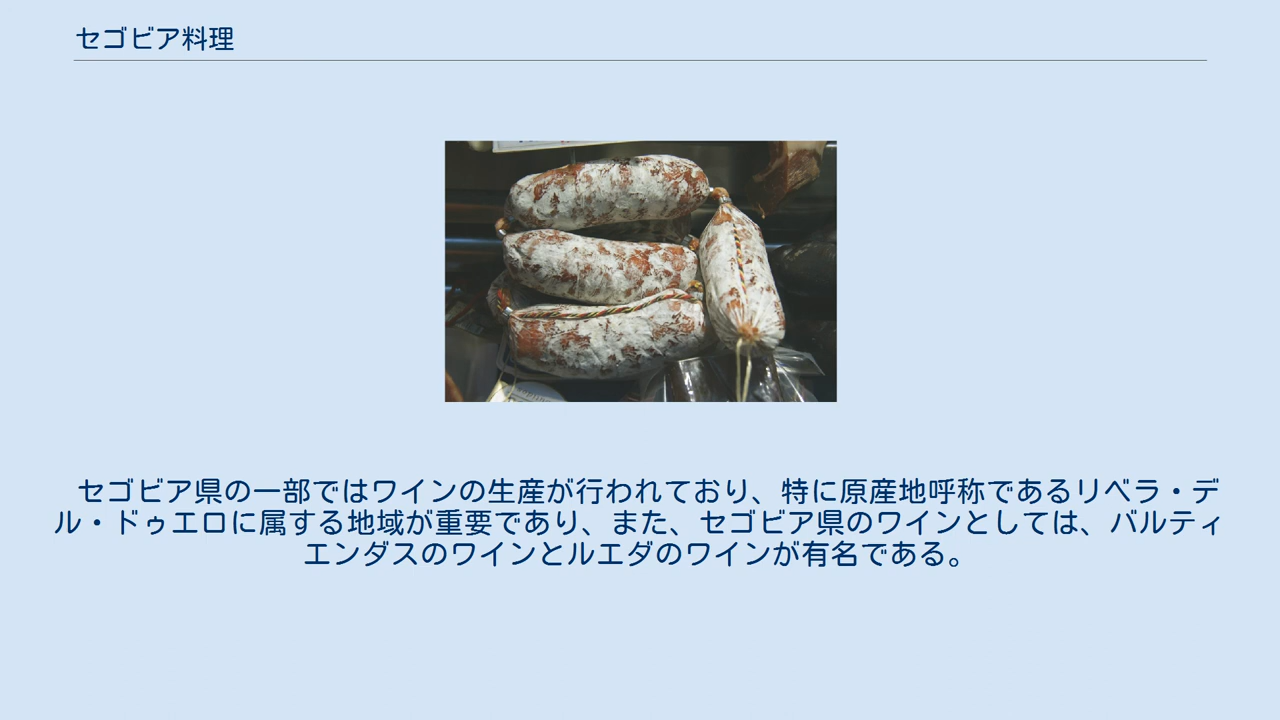 セゴビア料理
セゴビア県の一部ではワインの生産が行われており、特に原産地呼称であるリベラ・デ
ル・ドゥエロに属する地域が重要であり、また、セゴビア県のワインとしては、バルティ
エンダスのワインとルエダのワインが有名である。